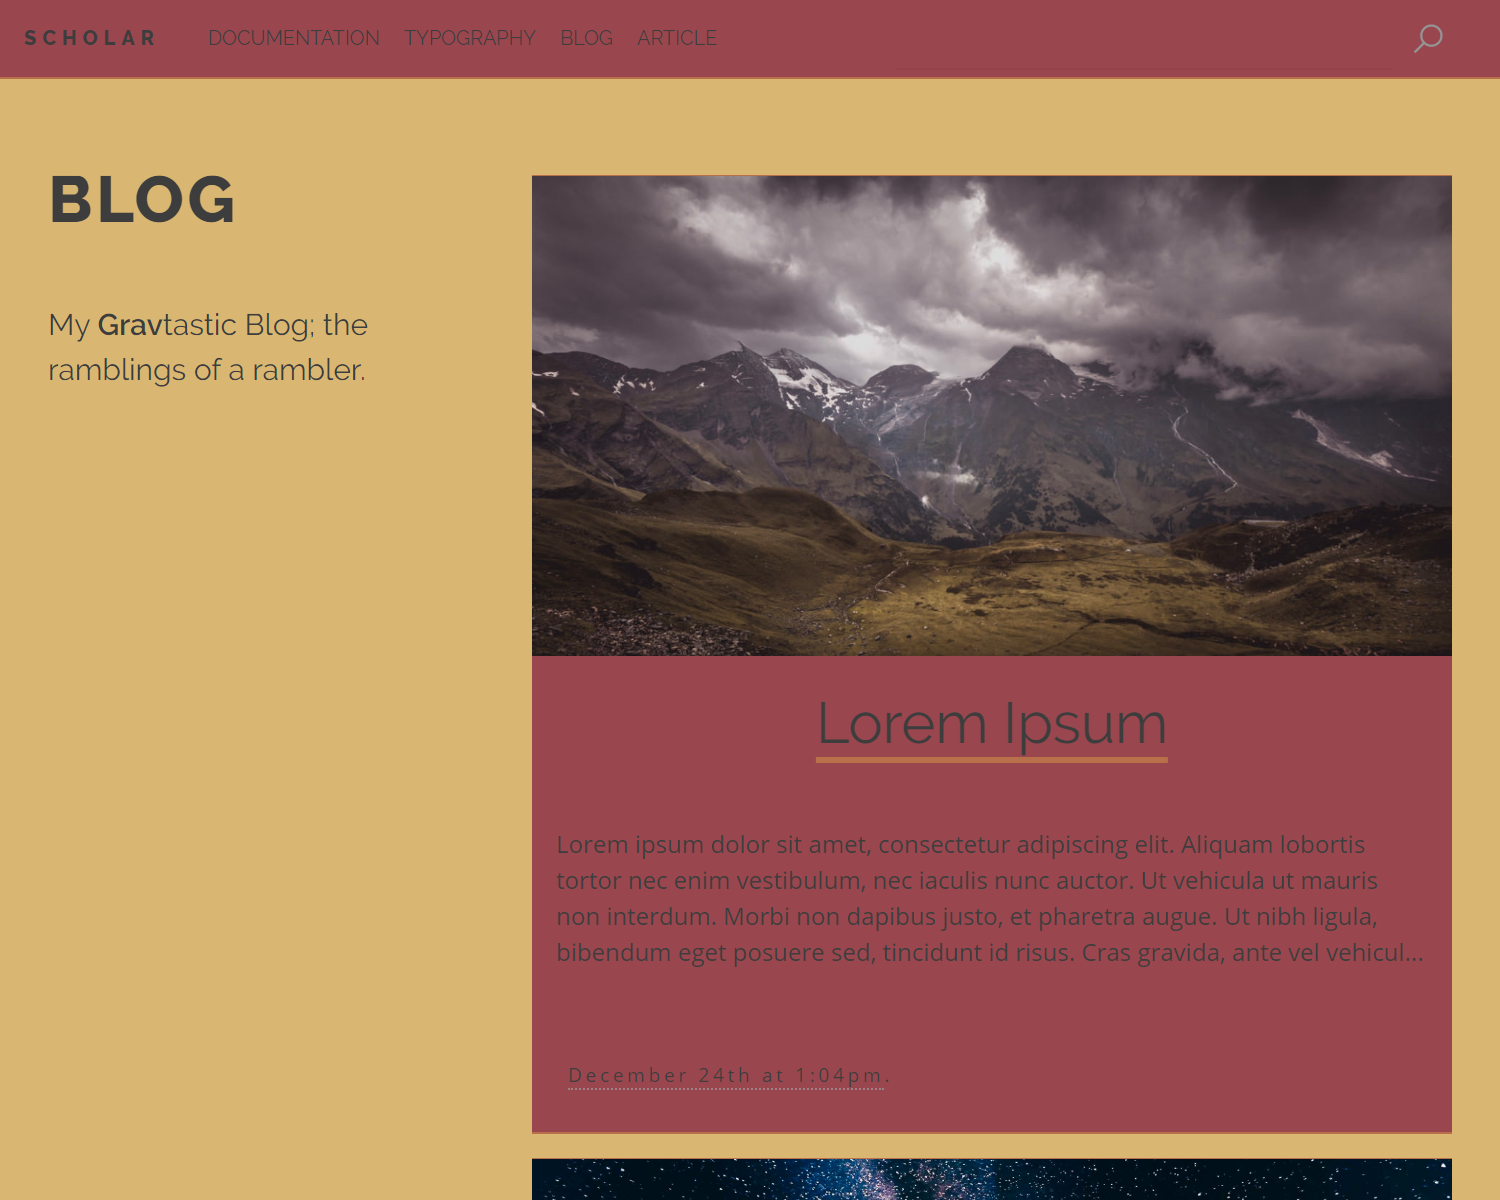 SCHOLAR DOCUMENTATION TYPOGRAPHY BLOG ARTICLE
BLOG
My Gravtastic Blog; the
ramblings of a rambler.
Lorem Ipsum
Lorem ipsum dolor sit amet, consectetur adipiscing elit. Aliquam lobortis
tortor nec enim vestibulum, nec iaculis nunc auctor. Ut vehicula ut mauris
non interdum. Morbi non dapibus justo, et pharetra augue. Ut nibh ligula,
bibendum eget posuere sed, tincidunt id risus. Cras gravida, ante vel vehicul...
December 24th at 1:04pm.